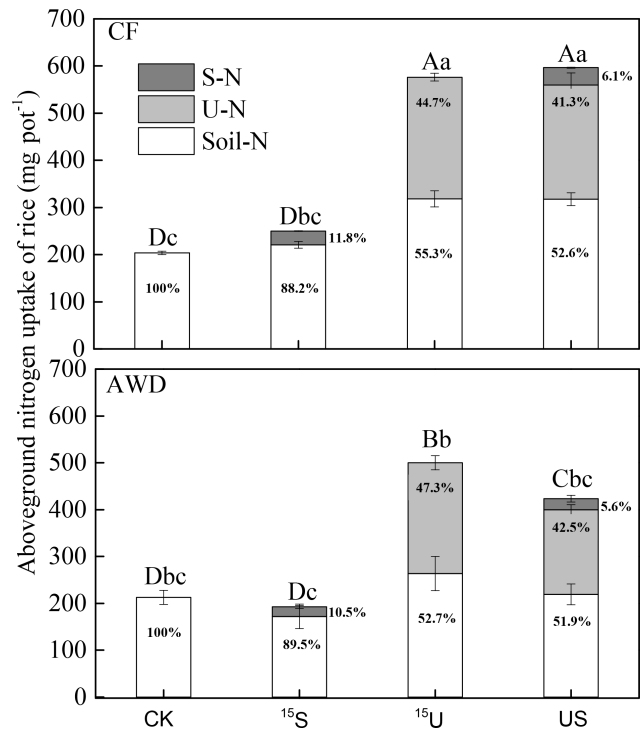 Aboveground nitrogen uptake of rice (mg pot⁻¹)
CF
S-N
U-N
Soil-N
700
600
500
400
300
200
100
0
Dc
100%
Dbc
11.8%
88.2%
Aa
44.7%
55.3%
Aa
6.1%
41.3%
52.6%
AWD
700
600
500
400
300
200
100
0
Dbc
100%
Dc
10.5%
89.5%
Bb
47.3%
52.7%
Cbc
5.6%
42.5%
51.9%
CK
¹⁵S
¹⁵U
US